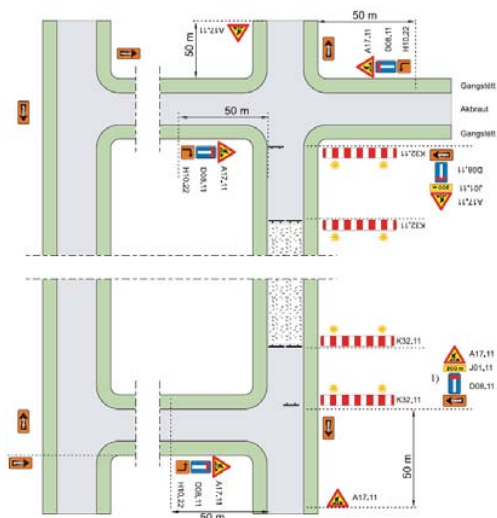 50 m
50 m
A17.11
A17.11
D08.11
H10.22
Gangstétt
Akbraut
Gangstétt
50 m
H10.22
D08.11
A17.11
K32.11
D08.11
J01.11
200 m
A17.11
K32.11
K32.11
A17.11
200 m
J01.11
D08.11
1)
K32.11
H10.22
D08.11
A17.11
50 m
50 m
A17.11